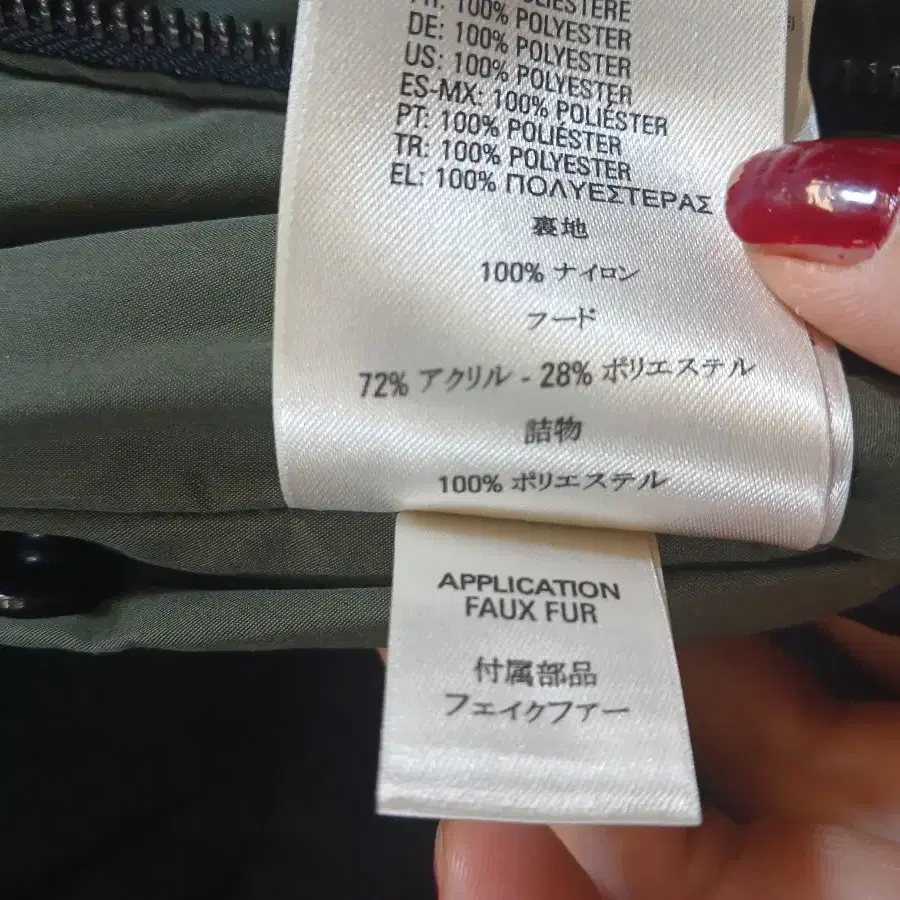 FR: 100% POLIESTERE
DE: 100% POLYESTER
US: 100% POLYESTER
ES-MX: 100% POLIÉSTER
PT: 100% POLIÉSTER
TR: 100% POLYESTER
EL: 100% ΠΟΛΥΕΣΤΕΡΑΣ
裏地
100% ナイロン
フード
72% アクリル - 28% ポリエステル
詰物
100% ポリエステル
APPLICATION
FAUX FUR
付属部品
フェイクファー